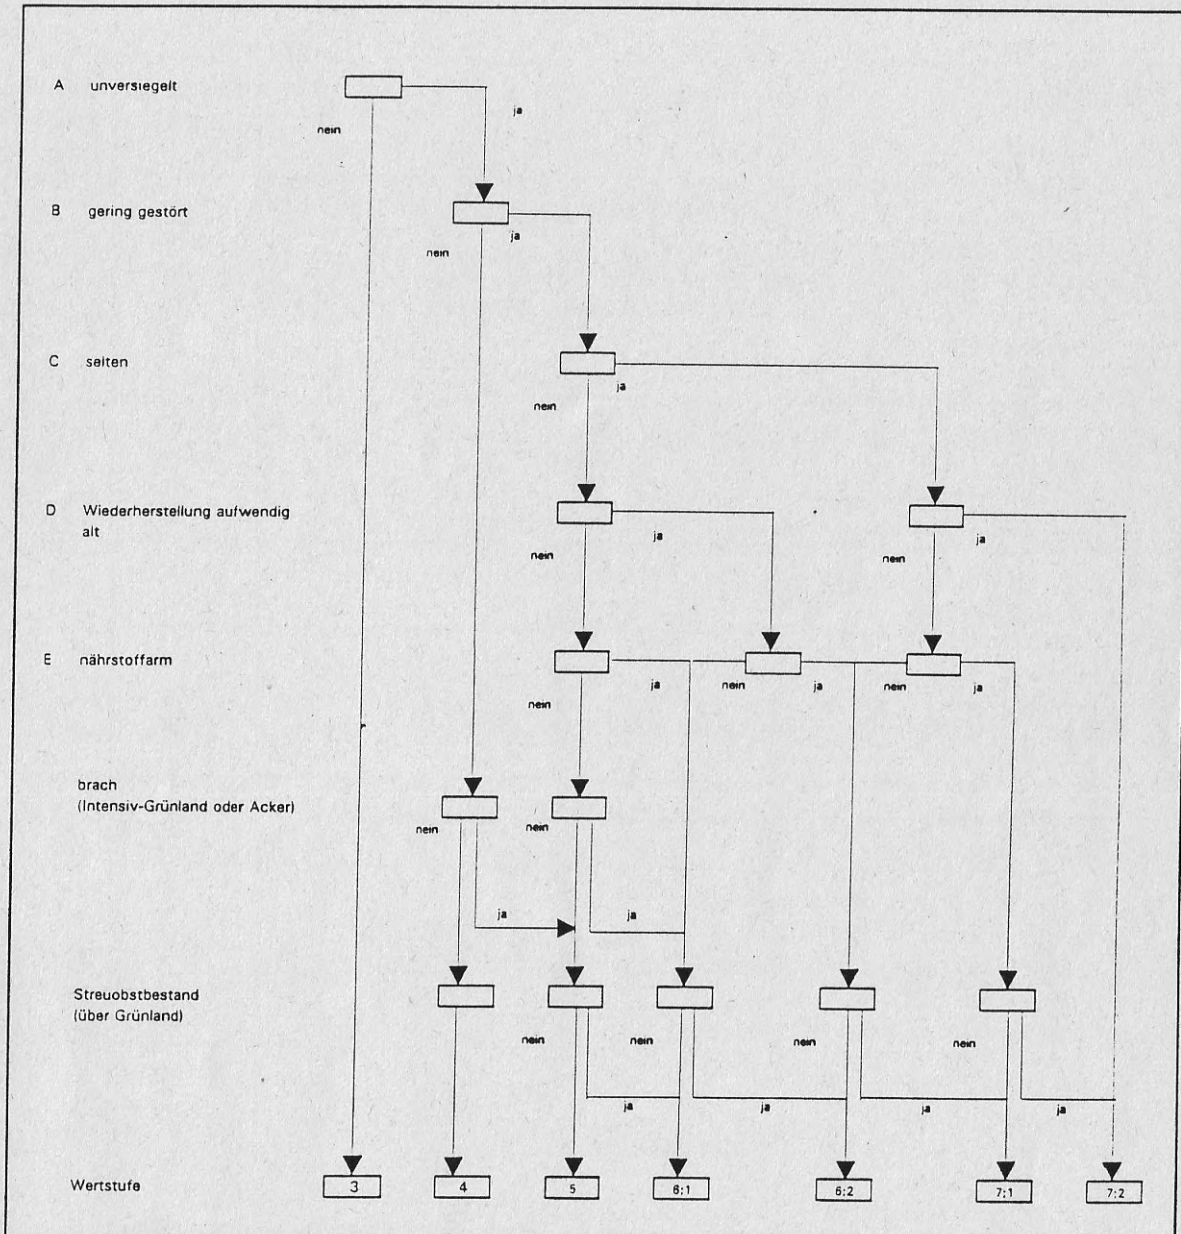 A unversiegelt
ja
nein
B gering gestört
ja
nein
C selten
ja
nein
D Wiederherstellung aufwendig
alt
ja
ja
nein
nein
E nährstoffarm
ja
nein
ja
nein
ja
nein
brach
(Intensiv-Grünland oder Acker)
nein
nein
ja
ja
Streuobstbestand
(über Grünland)
nein
nein
nein
nein
ja
ja
ja
ja
Wertstufe
3
4
5
6;1
6:2
7;1
7:2